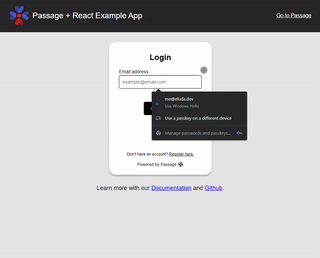 Passage + React Example App
Go to Passage
Login
Email address
example@email.com
me@eluda.dev
Use Windows Hello
Use a passkey on a different device
Manage passwords and passkeys...
Don't have an account? Register here.
Powered by Passage
Learn more with our Documentation and Github.